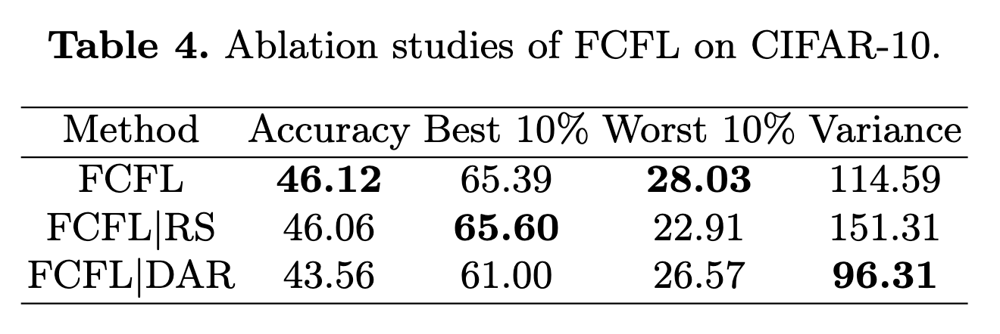 Table 4. Ablation studies of FCFL on CIFAR-10.
Method Accuracy Best 10% Worst 10% Variance
FCFL 46.12 65.39 28.03 114.59
FCFL|RS 46.06 65.60 22.91 151.31
FCFL|DAR 43.56 61.00 26.57 96.31